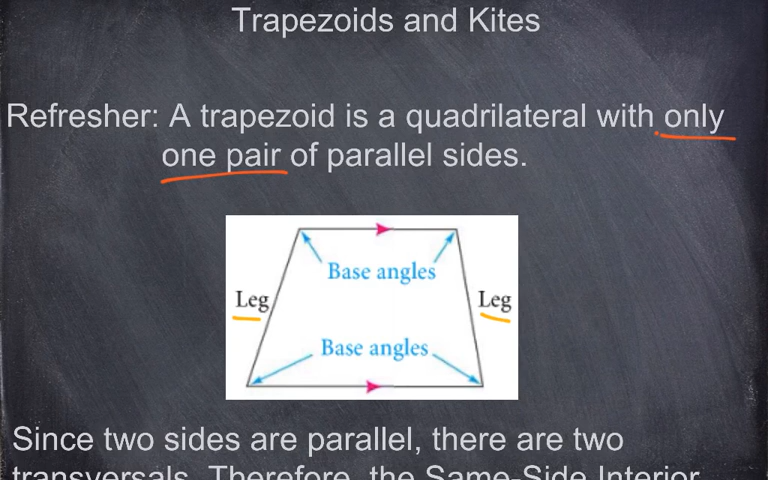 Trapezoids and Kites
Refresher: A trapezoid is a quadrilateral with only
one pair of parallel sides.
Base angles
Leg
Leg
Base angles
Since two sides are parallel, there are two
transversals. Therefore, the Same-Side Interior